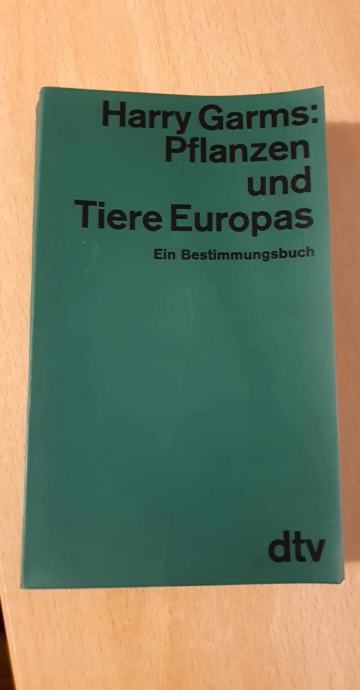 Harry Garms:
Pflanzen
und
Tiere Europas
Ein Bestimmungsbuch
dtv